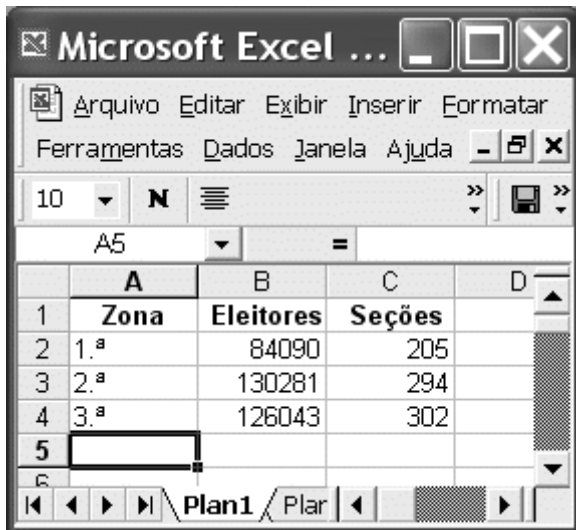 Microsoft Excel ...
Arquivo Editar Exibir Inserir Formatar
Ferramentas Dados Janela Ajuda
10 N
A5 =
A B C D
1 Zona Eleitores Seções
2 1.ª 84090 205
3 2.ª 130281 294
4 3.ª 126043 302
5
6
Plan1 Plar